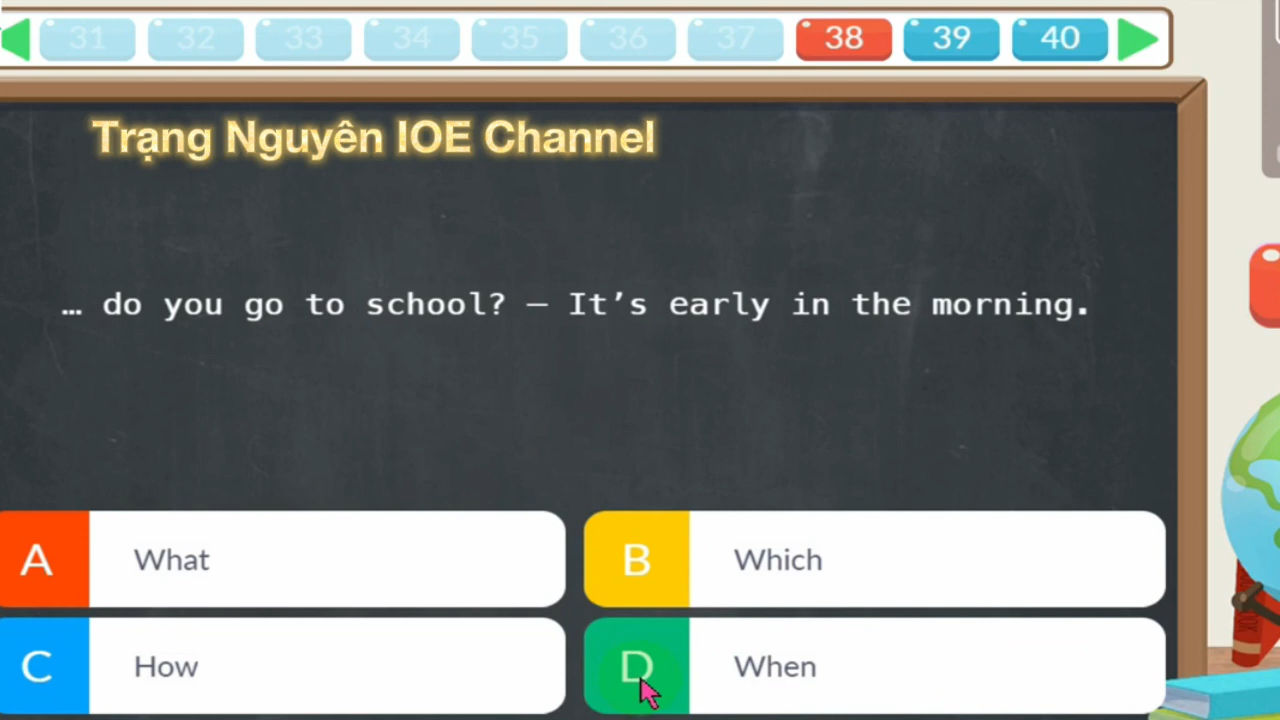 31 32 33 34 35 36 37 38 39 40
Trạng Nguyên IOE Channel
… do you go to school? – It’s early in the morning.
A What
B Which
C How
D When